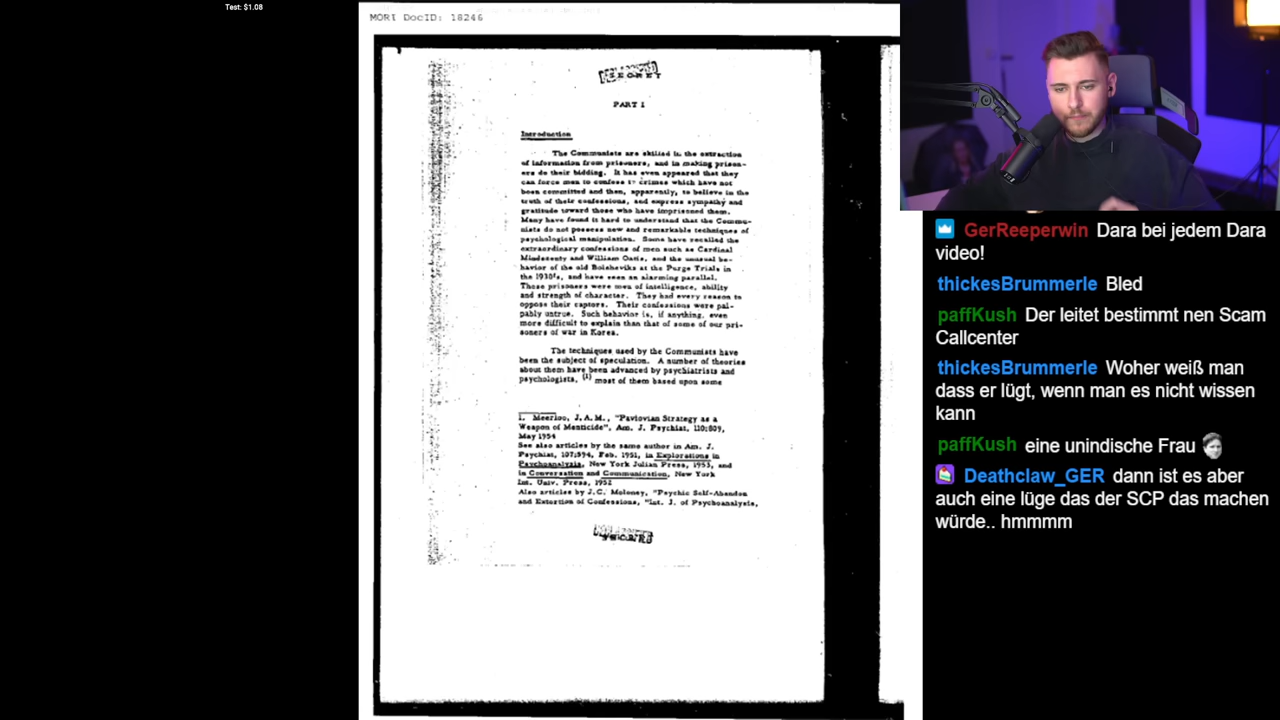 Test: $1.08
MORI DocID: 18246
SECRET
PART I
Introduction
The Communists are skilled in the extraction
of information from prisoners, and in making prison-
ers do their bidding. It has even appeared that they
can force men to confess to crimes which have not
been committed and then, apparently, to believe in the
truth of their confessions, and express sympathy and
gratitude toward those who have imprisoned them.
Many have found it hard to understand that the Commu-
nists do not possess new and remarkable techniques of
psychological manipulation. Some have recalled the
extraordinary confessions of men such as Cardinal
Mindszenty and William Oatis, and the unusual be-
havior of the old Bolsheviks at the Purge Trials in
the 1930's, and have seen an alarming parallel.
These prisoners were men of intelligence, ability
and strength of character. They had every reason to
oppose their captors. Their confessions were pal-
pably untrue. Such behavior is, if anything, even
more difficult to explain than that of some of our pri-
soners of war in Korea.
The techniques used by the Communists have
been the subject of speculation. A number of theories
about them have been advanced by psychiatrists and
psychologists, (1) most of them based upon some
1. Meerloo, J.A.M., "Pavlovian Strategy as a
Weapon of Menticide", Am. J. Psychiat, 110:809,
May 1954
See also articles by the same author in Am. J.
Psychiat, 107:594, Feb. 1951, in Explorations in
Psychoanalysis, New York Julian Press, 1953, and
in Conversation and Communication, New York
Int. Univ. Press, 1952
Also articles by J.C. Moloney, "Psychic Self-Abandon
and Extortion of Confessions, "Int. J. of Psychoanalysis,
GerReeperwin Dara bei jedem Dara
video!
thickesBrummerle Bled
paffKush Der leitet bestimmt nen Scam
Callcenter
thickesBrummerle Woher weiß man
dass er lügt, wenn man es nicht wissen
kann
paffKush eine unindische Frau
Deathclaw_GER dann ist es aber
auch eine lüge das der SCP das machen
würde.. hmmmm